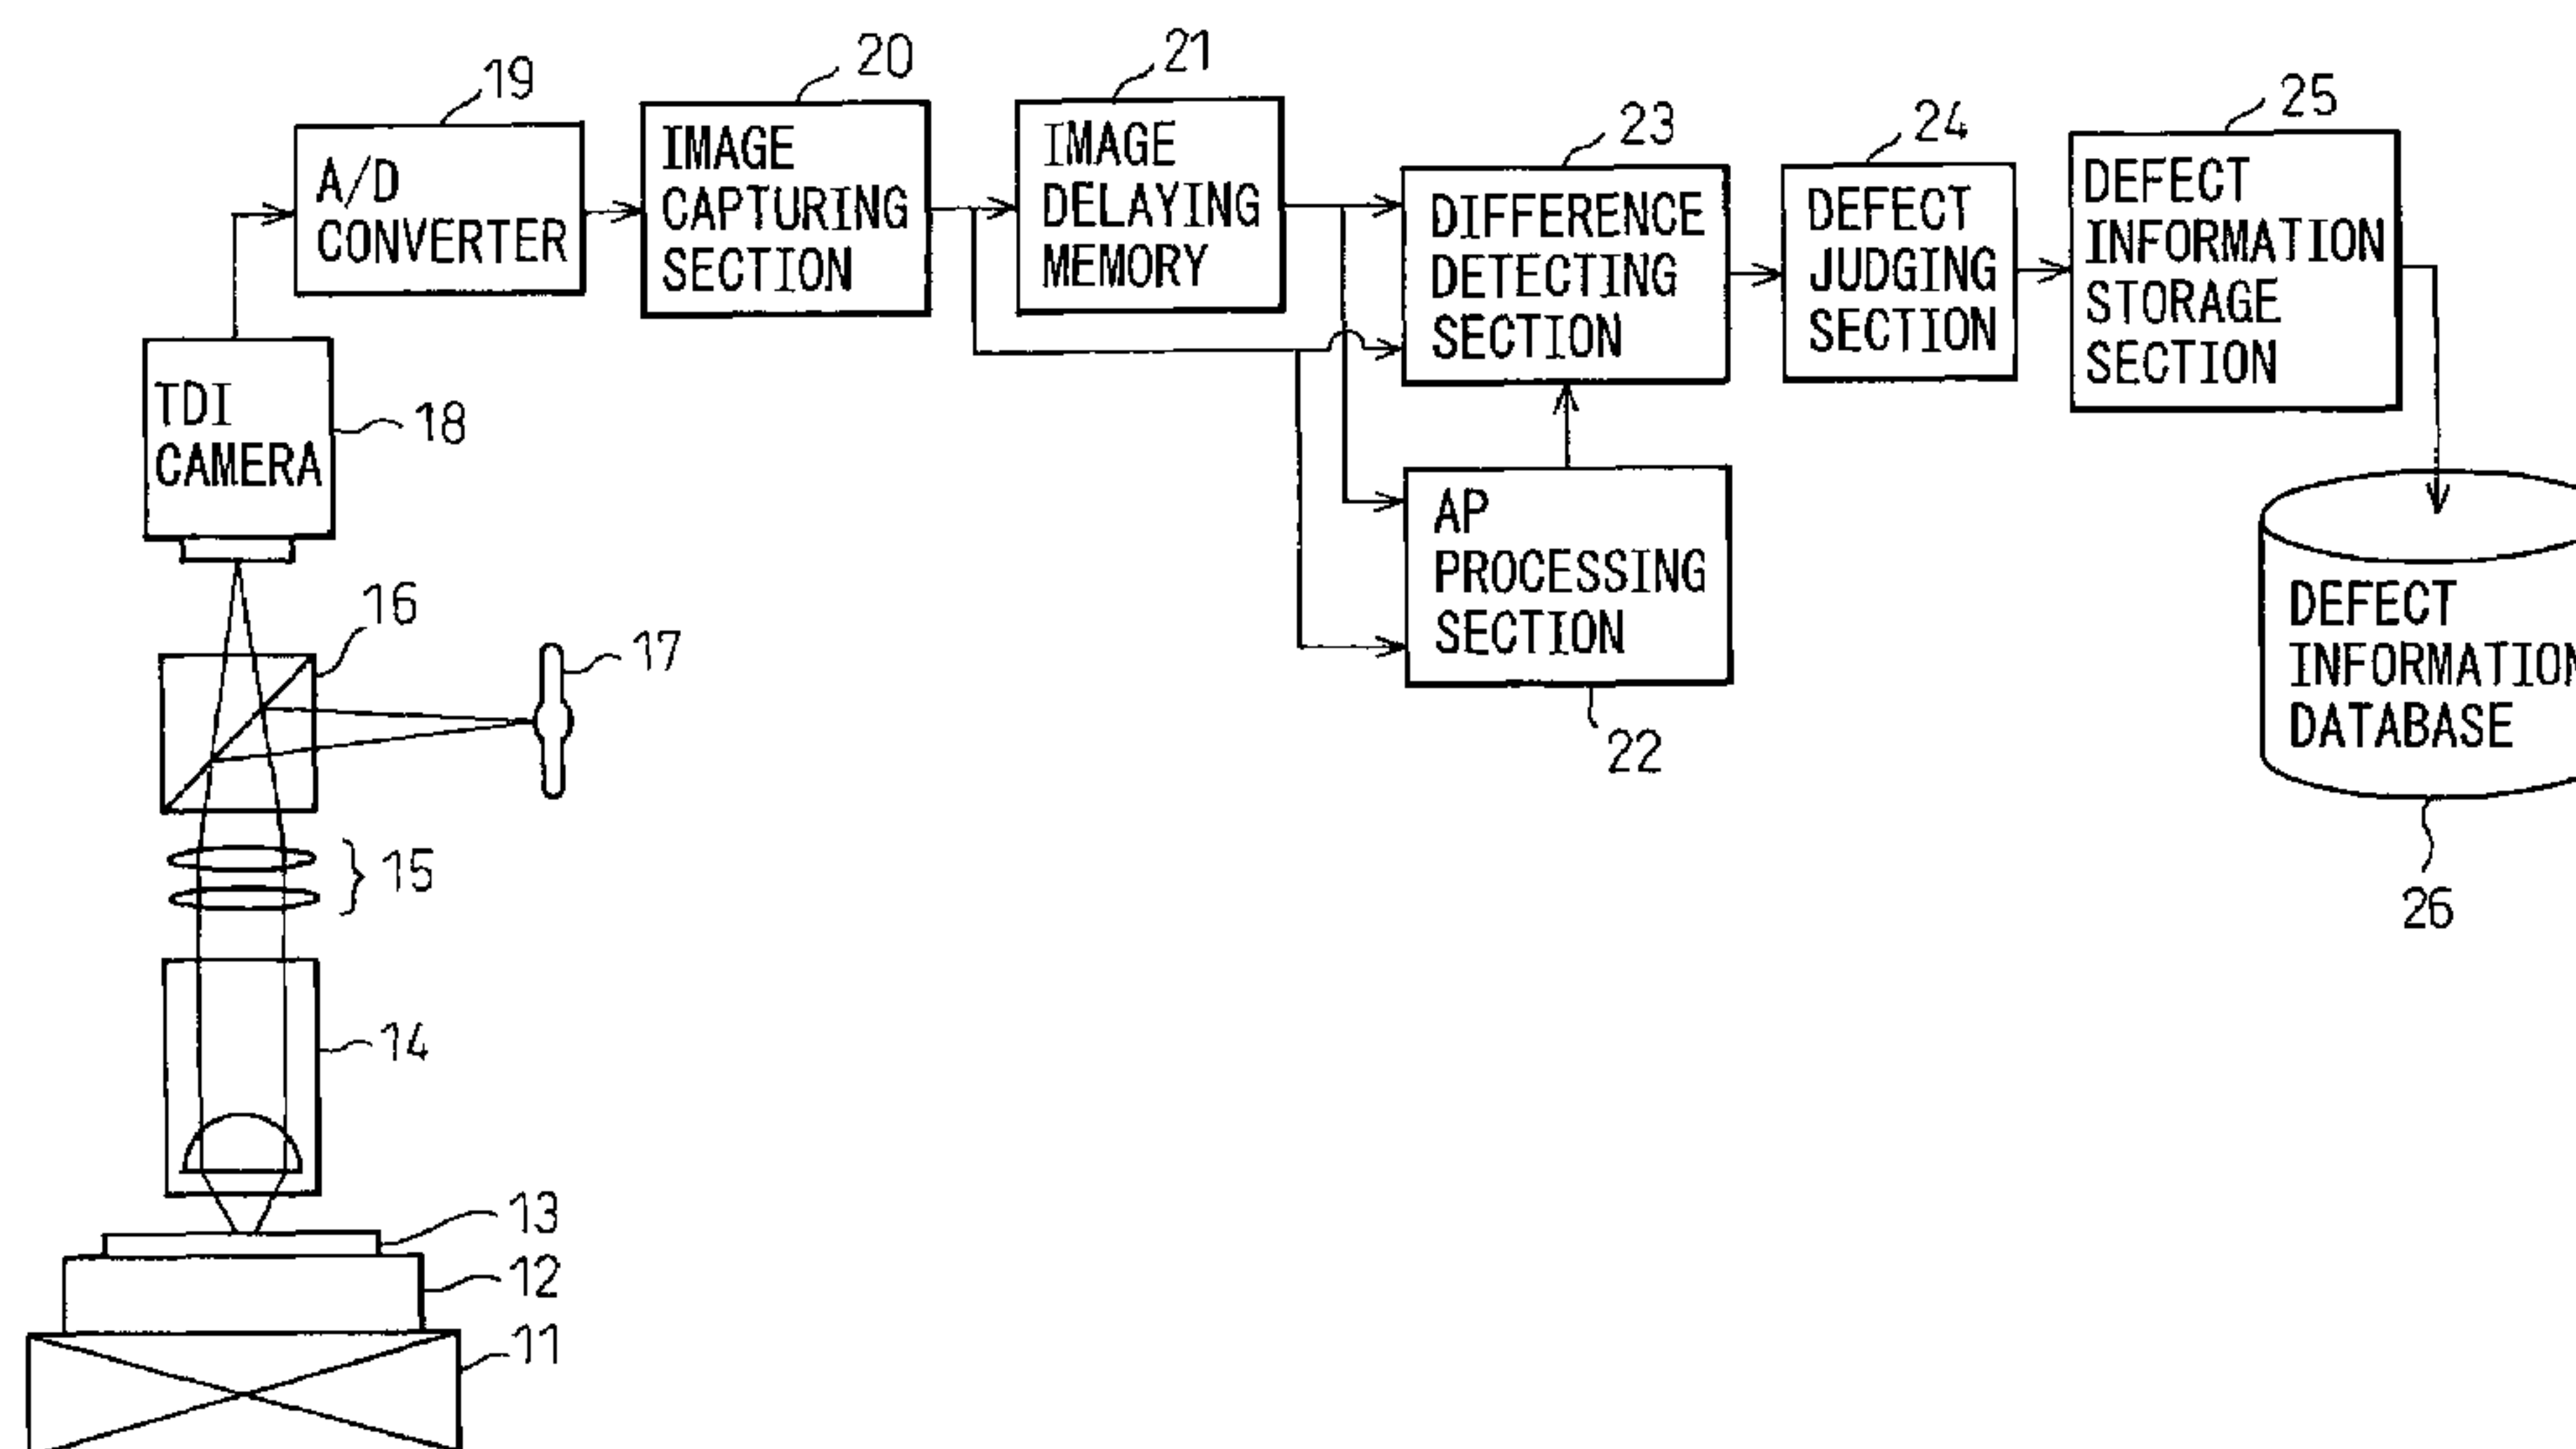 19
A/D
CONVERTER
20
IMAGE
CAPTURING
SECTION
21
IMAGE
DELAYING
MEMORY
23
DIFFERENCE
DETECTING
SECTION
24
DEFECT
JUDGING
SECTION
25
DEFECT
INFORMATION
STORAGE
SECTION
TDI
CAMERA
18
AP
PROCESSING
SECTION
22
DEFECT
INFORMATION
DATABASE
26
16
17
15
14
13
12
11